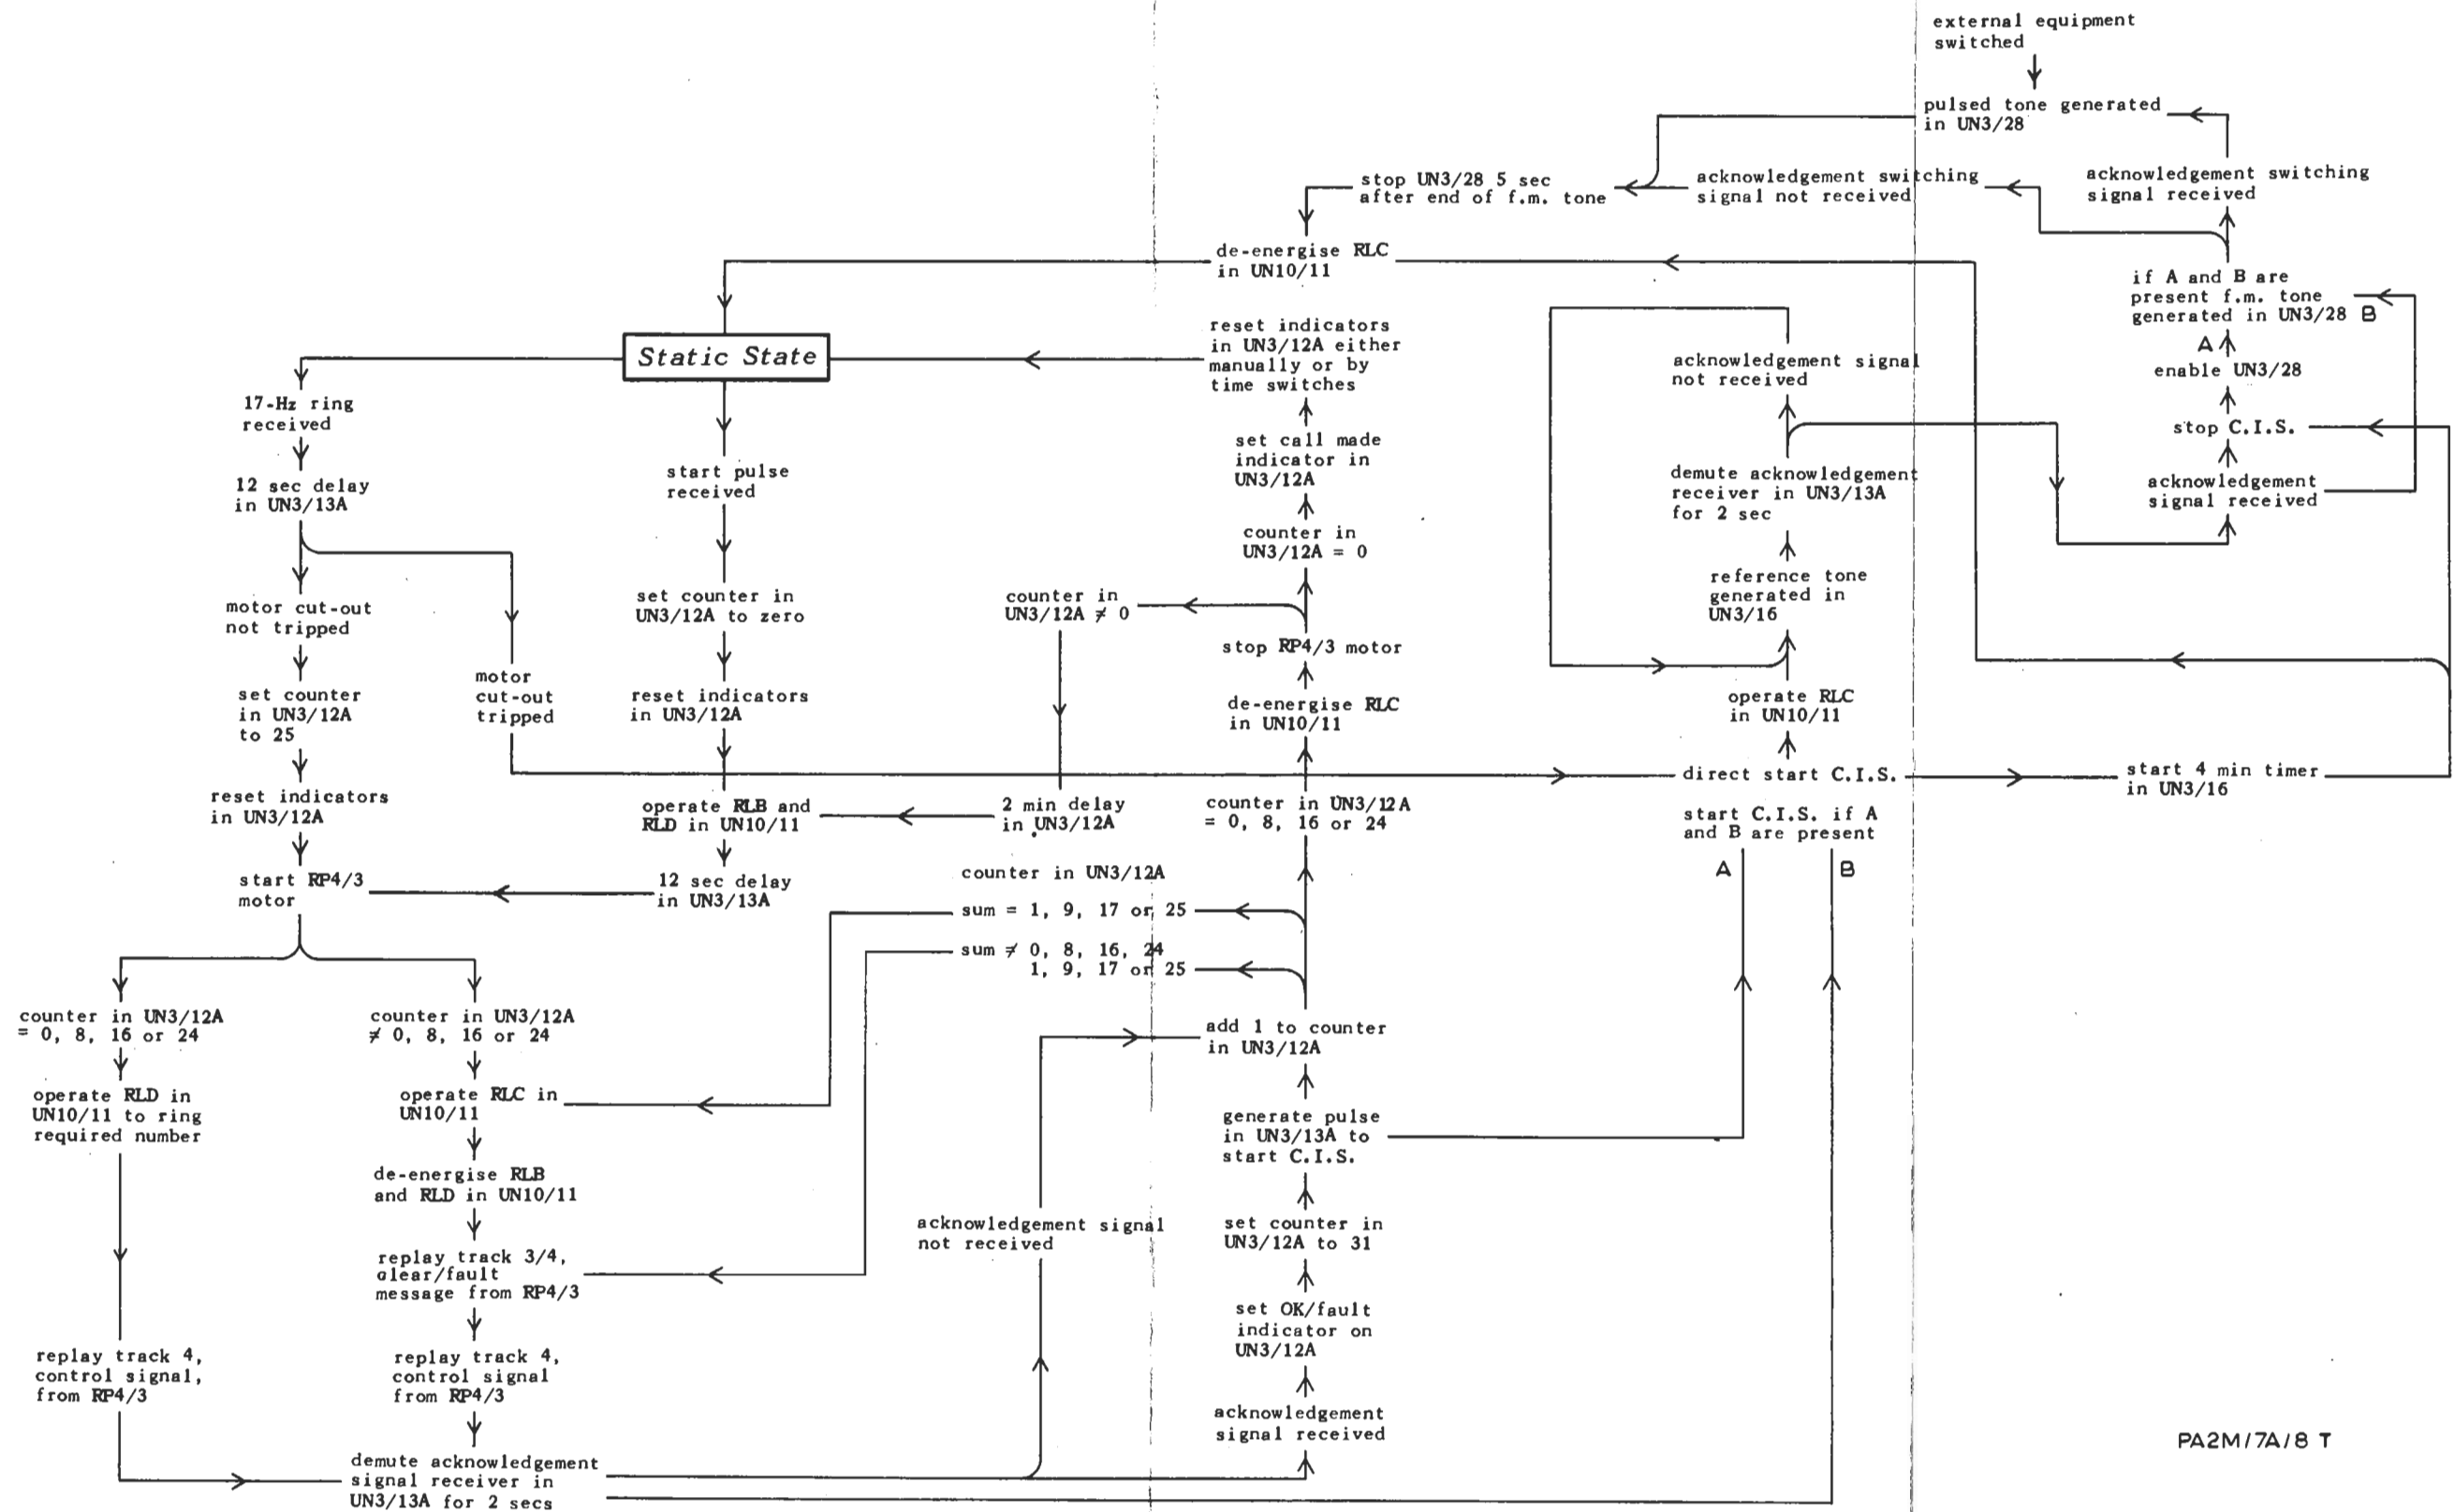 external equipment
switched
pulsed tone generated
in UN3/28
stop UN3/28 5 sec
after end of f.m. tone
acknowledgement switching
signal not received
acknowledgement switching
signal received
de-energise RLC
in UN10/11
if A and B are
present f.m. tone
generated in UN3/28 B
A
enable UN3/28
stop C.I.S.
acknowledgement
signal received
Static State
reset indicators
in UN3/12A either
manually or by
time switches
set call made
indicator in
UN3/12A
counter in
UN3/12A = 0
counter in
UN3/12A ≠ 0
stop RP4/3 motor
de-energise RLC
in UN10/11
acknowledgement signal
not received
demute acknowledgement
receiver in UN3/13A
for 2 sec
reference tone
generated in
UN3/16
operate RLC
in UN10/11
direct start C.I.S.
start C.I.S. if A
and B are present
A
B
start 4 min timer
in UN3/16
17-Hz ring
received
12 sec delay
in UN3/13A
motor cut-out
not tripped
motor
cut-out
tripped
set counter
in UN3/12A
to 25
reset indicators
in UN3/12A
start RP4/3
motor
start pulse
received
set counter in
UN3/12A to zero
reset indicators
in UN3/12A
operate RLB and
RLD in UN10/11
2 min delay
in UN3/12A
12 sec delay
in UN3/13A
counter in UN3/12A
= 0, 8, 16 or 24
counter in UN3/12A
sum = 1, 9, 17 or 25
sum ≠ 0, 8, 16, 24
1, 9, 17 or 25
counter in UN3/12A
= 0, 8, 16 or 24
counter in UN3/12A
≠ 0, 8, 16 or 24
operate RLD in
UN10/11 to ring
required number
operate RLC in
UN10/11
de-energise RLB
and RLD in UN10/11
replay track 3/4,
clear/fault
message from RP4/3
replay track 4,
control signal,
from RP4/3
replay track 4,
control signal
from RP4/3
demute acknowledgement
signal receiver in
UN3/13A for 2 secs
acknowledgement signal
not received
add 1 to counter
in UN3/12A
generate pulse
in UN3/13A to
start C.I.S.
set counter in
UN3/12A to 31
set OK/fault
indicator on
UN3/12A
acknowledgement
signal received
PA2M/7A/8 T